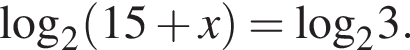 log₂(15 + x) = log₂3.